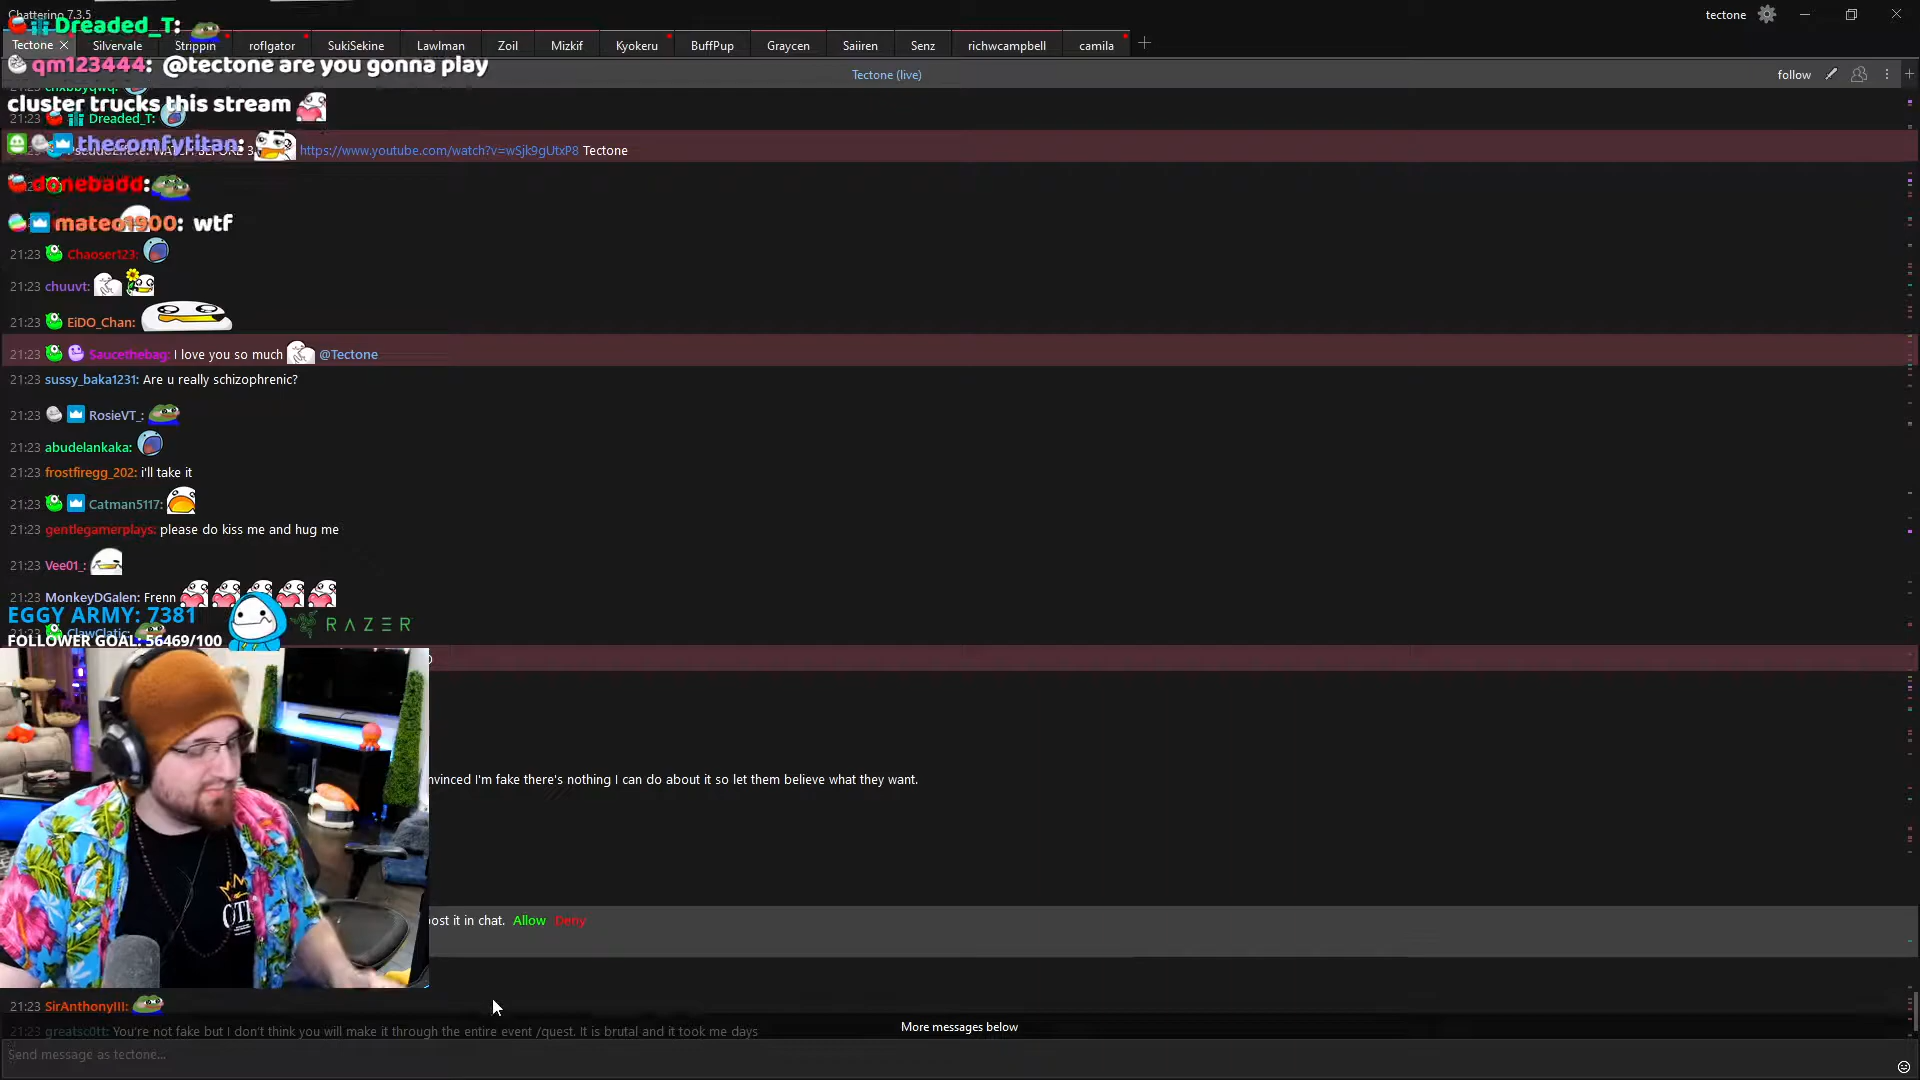 Chatterino 7.3.5
tectone
Dreaded_T:
Tectone Silvervale Strippin roflgator SukiSekine Lawlman Zoil Mizkif Kyokeru BuffPup Graycen Saiiren Senz richwcampbell camila
qm123444: @tectone are you gonna play
Tectone (live)
follow
cluster trucks this stream
21:23 Dreaded_T:
thecomfytitan:
https://www.youtube.com/watch?v=wSjk9gUtxP8 Tectone
donebadd:
mateo1900: wtf
21:23 Chaoser123:
21:23 chuuvt:
21:23 EiDO_Chan:
21:23 Saucethebag: I love you so much @Tectone
21:23 sussy_baka1231: Are u really schizophrenic?
21:23 RosieVT_:
21:23 abudelankaka:
21:23 frostfiregg_202: i'll take it
21:23 Catman5117:
21:23 gentlegamerplays: please do kiss me and hug me
21:23 Vee01_:
21:23 MonkeyDGalen: Frenn
EGGY ARMY: 7381
RAZER
ClawClatic:
FOLLOWER GOAL: 56469/100
I'm fake there's nothing I can do about it so let them believe what they want.
it in chat. Allow Deny
21:23 SirAnthonyIII:
21:23 greatsc0tt: You're not fake but I don't think you will make it through the entire event /quest. It is brutal and it took me days
More messages below
Send message as tectone...